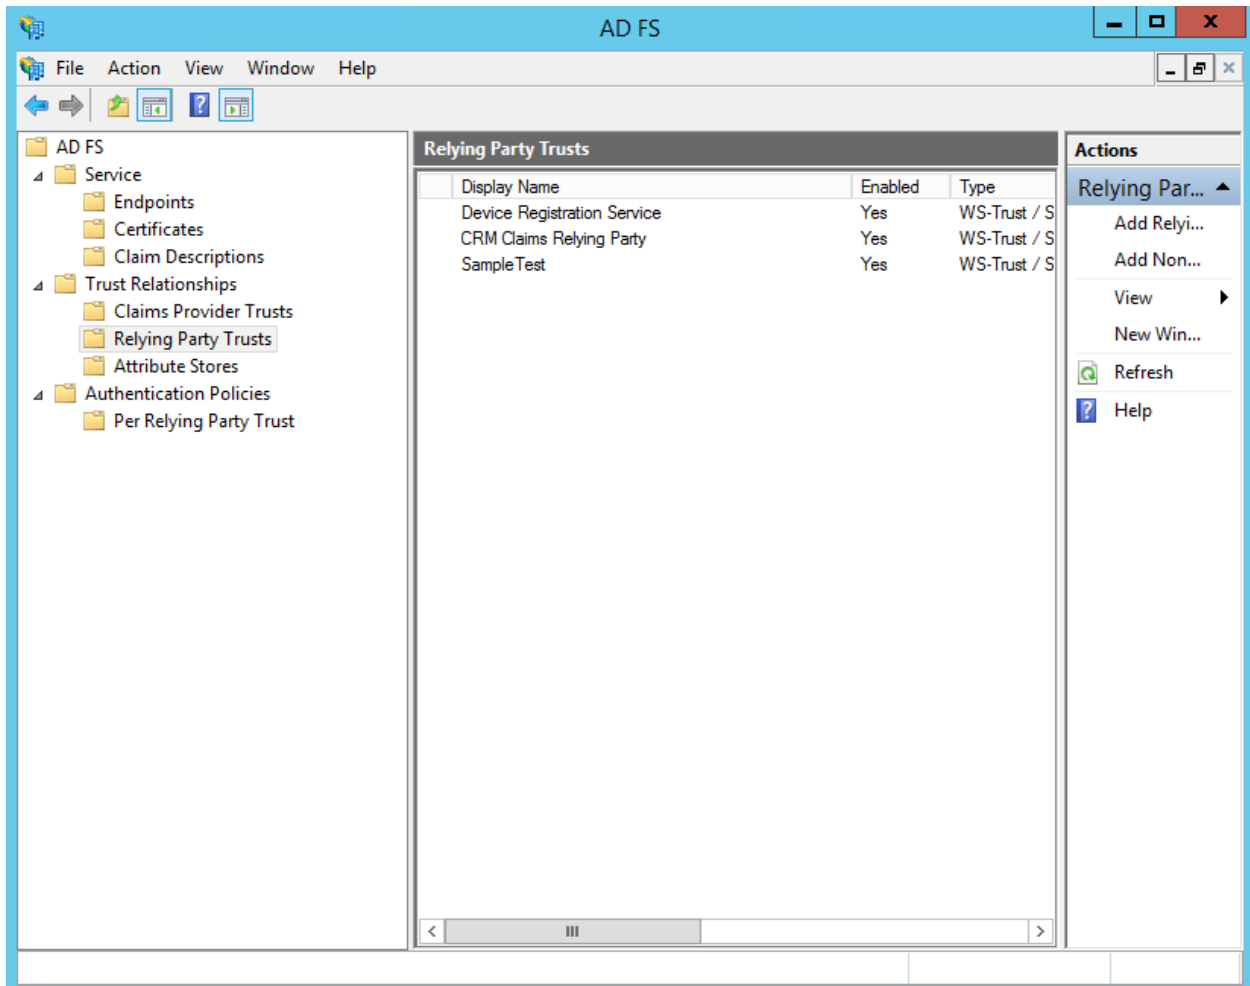 AD FS
File Action View Window Help
AD FS
Service
Endpoints
Certificates
Claim Descriptions
Trust Relationships
Claims Provider Trusts
Relying Party Trusts
Attribute Stores
Authentication Policies
Per Relying Party Trust
Relying Party Trusts
Display Name Enabled Type
Device Registration Service Yes WS-Trust / S
CRM Claims Relying Party Yes WS-Trust / S
SampleTest Yes WS-Trust / S
Actions
Relying Par...
Add Relyi...
Add Non...
View
New Win...
Refresh
Help